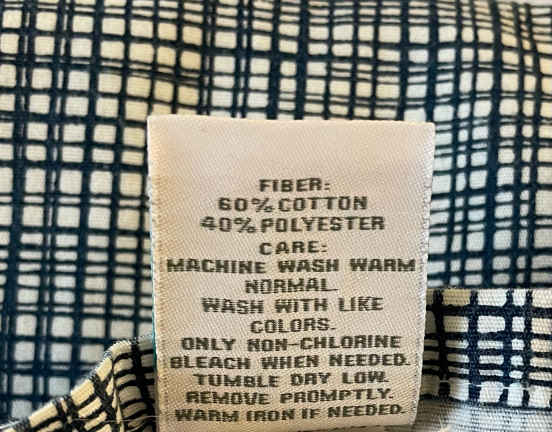 FIBER:
60% COTTON
40% POLYESTER
CARE:
MACHINE WASH WARM
NORMAL.
WASH WITH LIKE
COLORS.
ONLY NON-CHLORINE
BLEACH WHEN NEEDED.
TUMBLE DRY LOW.
REMOVE PROMPTLY.
WARM IRON IF NEEDED.